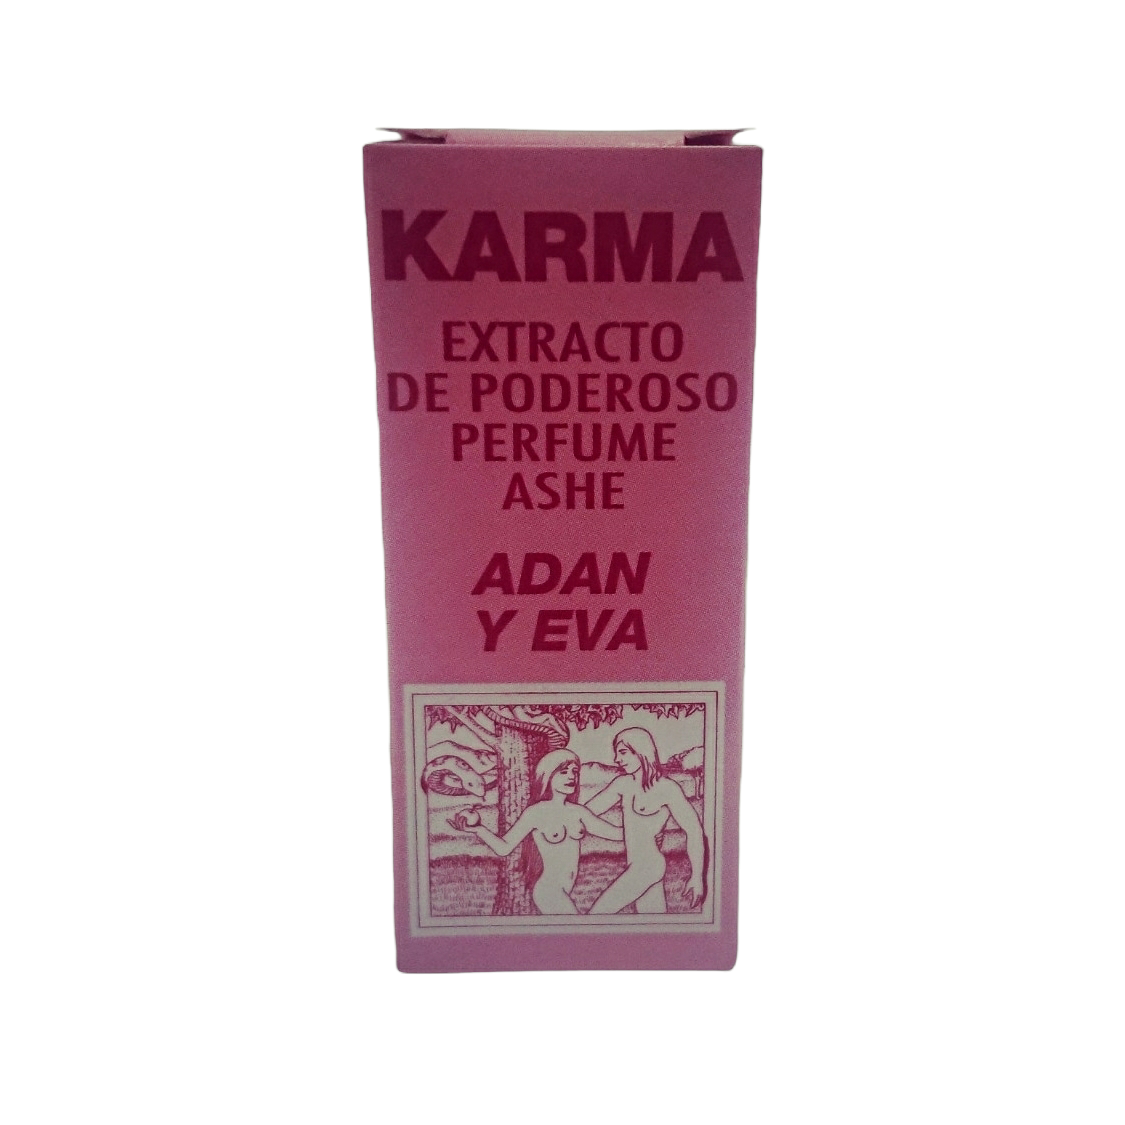 KARMA
EXTRACTO
DE PODEROSO
PERFUME
ASHE
ADAN
Y EVA